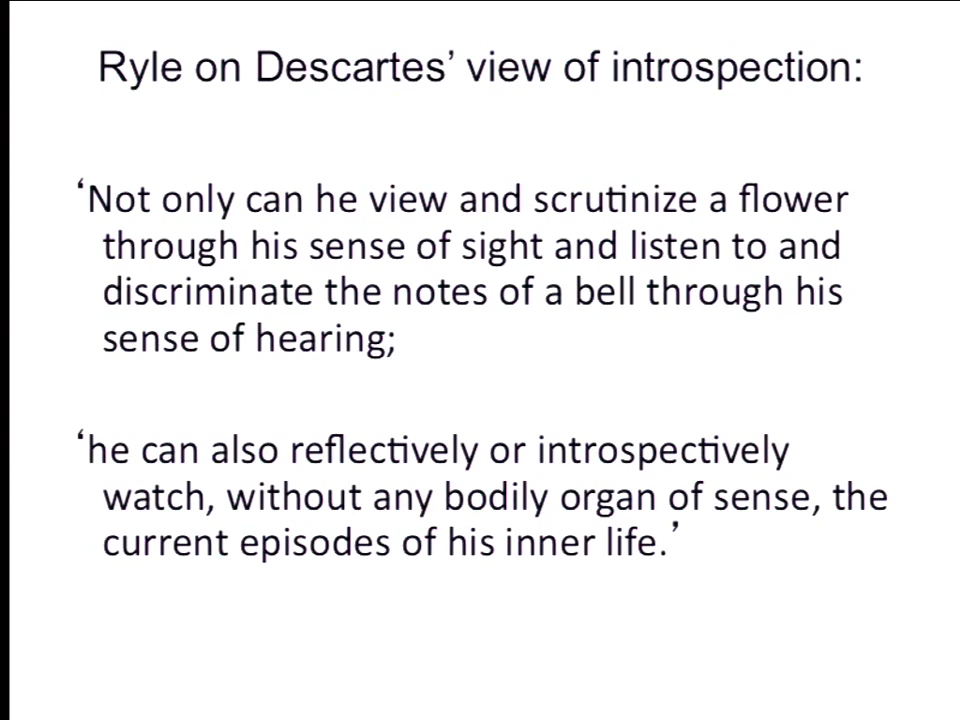 Ryle on Descartes’ view of introspection:
‘Not only can he view and scrutinize a flower
through his sense of sight and listen to and
discriminate the notes of a bell through his
sense of hearing;
‘he can also reflectively or introspectively
watch, without any bodily organ of sense, the
current episodes of his inner life.’